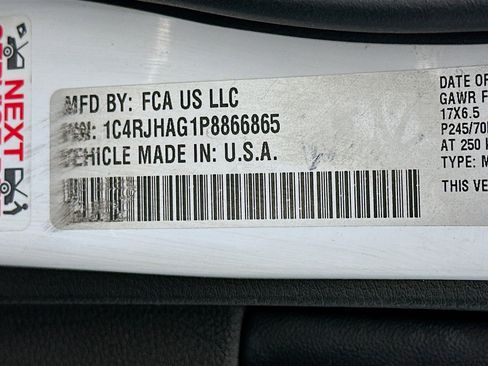 MFD BY: FCA US LLC
VIN: 1C4RJHAG1P8866865
VEHICLE MADE IN: U.S.A.
DATE OF
GAWR F
17X6.5
P245/70
AT 250
TYPE: M
THIS VE
NEXT